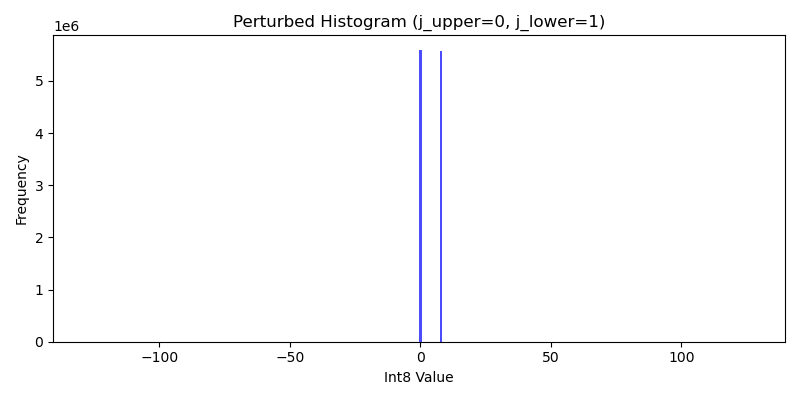 Perturbed Histogram (j_upper=0, j_lower=1)
1e6
5
4
3
2
1
0
Frequency
−100 −50 0 50 100
Int8 Value